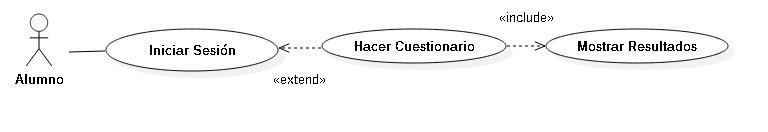 «include»
Iniciar Sesión
Hacer Cuestionario
Mostrar Resultados
Alumno
«extend»